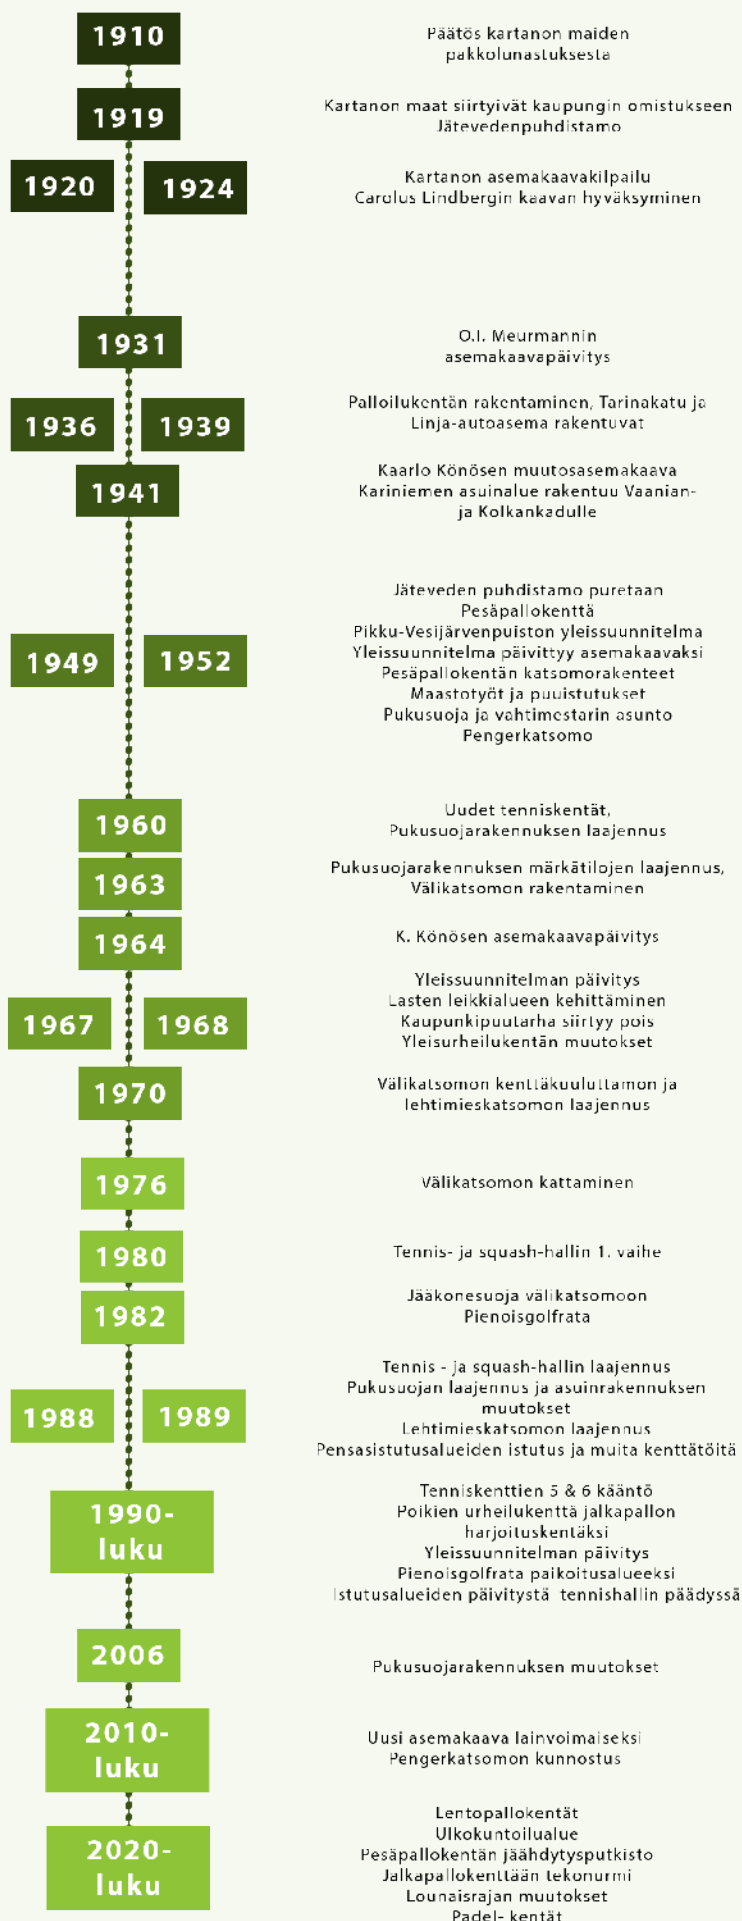 1910
Päätös kartanon maiden
pakkolunastuksesta
1919
Kartanon maat siirtyivät kaupungin omistukseen
Jätevedenpuhdistamo
1920 1924
Kartanon asemakaavakilpailu
Carolus Lindbergin kaavan hyväksyminen
1931
O.I. Meurmannin
asemakaavapäivitys
1936 1939
Palloilukentän rakentaminen, Tarinakatu ja
Linja-autoasema rakentuvat
1941
Kaarlo Könösen muutosasemakaava
Kariniemen asuinalue rakentuu Vaanian-
ja Kolkankadulle
1949 1952
Jäteveden puhdistamo puretaan
Pesäpallokenttä
Pikku-Vesijärvenpuiston yleissuunnitelma
Yleissuunnitelma päivittyy asemakaavaksi
Pesäpallokentän katsomorakenteet
Maastotyöt ja puuistutukset
Pukusuoja ja vahtimestarin asunto
Pengerkatsomo
1960
Uudet tenniskentät,
Pukusuojarakennuksen laajennus
1963
Pukusuojarakennuksen märkätilojen laajennus,
Välikatsomon rakentaminen
1964
K. Könösen asemakaavapäivitys
1967 1968
Yleissuunnitelman päivitys
Lasten leikkialueen kehittäminen
Kaupunkipuutarha siirtyy pois
Yleisurheilukentän muutokset
1970
Välikatsomon kenttäkuuluttamon ja
lehtimieskatsomon laajennus
1976
Välikatsomon kattaminen
1980
Tennis- ja squash-hallin 1. vaihe
1982
Jääkonesuoja välikatsomoon
Pienoisgolfrata
1988 1989
Tennis - ja squash-hallin laajennus
Pukusuojan laajennus ja asuinrakennuksen
muutokset
Lehtimieskatsomon laajennus
Pensasistutusalueiden istutus ja muita kenttätöitä
1990-
luku
Tenniskenttien 5 & 6 kääntö
Poikien urheilukenttä jalkapallon
harjoituskentäksi
Yleissuunnitelman päivitys
Pienoisgolfrata paikoitusalueeksi
Istutusalueiden päivitystä tennishallin päädyssä
2006
Pukusuojarakennuksen muutokset
2010-
luku
Uusi asemakaava lainvoimaiseksi
Pengerkatsomon kunnostus
2020-
luku
Lentopallokentät
Ulkokuntoilualue
Pesäpallokentän jäähdytysputkisto
Jalkapallokenttään tekonurmi
Lounaisrajan muutokset
Padel- kentät